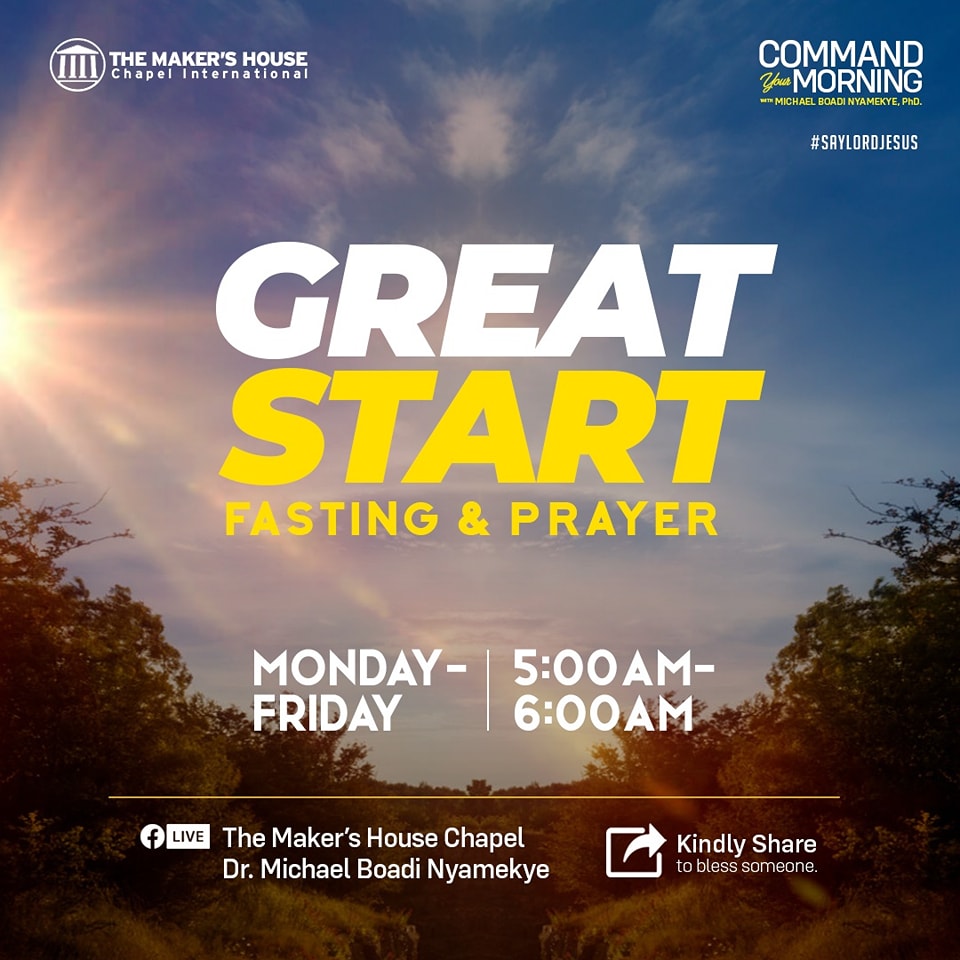 THE MAKER'S HOUSE
Chapel International
COMMAND
Your MORNING
WITH MICHAEL BOADI NYAMEKYE, PhD.
#SAYLORDJESUS
GREAT
START
FASTING & PRAYER
MONDAY-
FRIDAY
5:00AM-
6:00AM
LIVE
The Maker's House Chapel
Dr. Michael Boadi Nyamekye
Kindly Share
to bless someone.